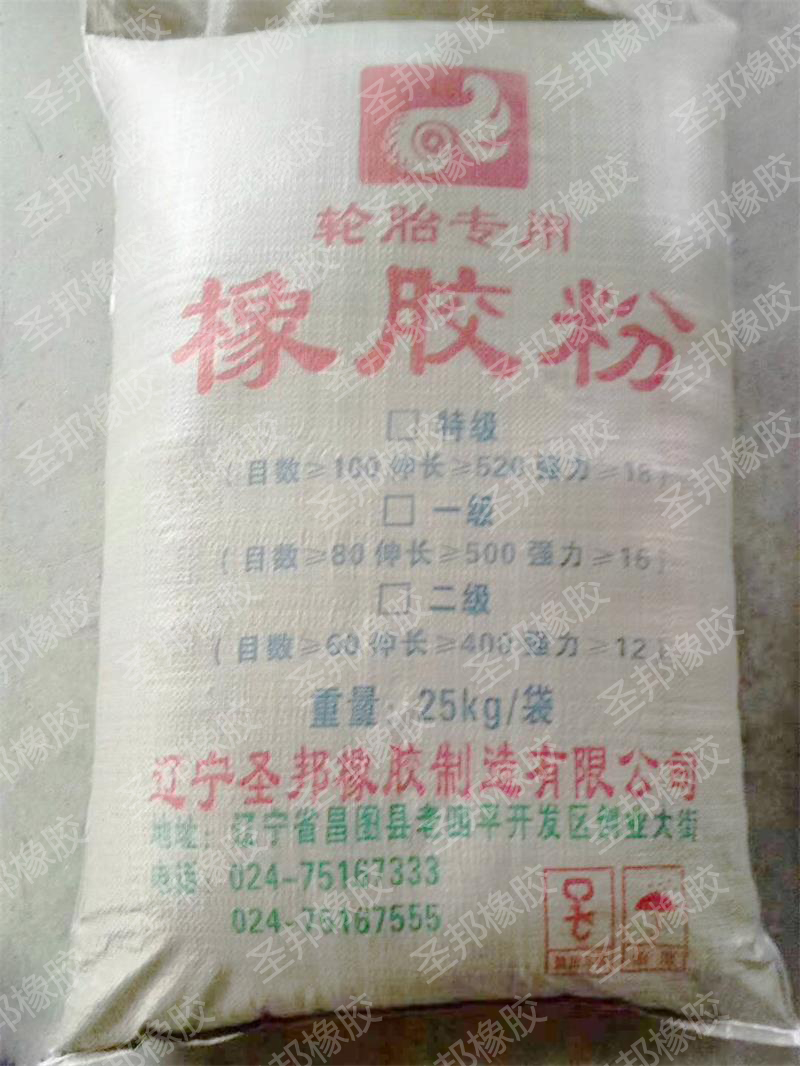 轮胎专用
橡胶粉
□ 特级
(目数≥100 伸长≥520 强力≥18)
□ 一级
(目数≥80 伸长≥500 强力≥16)
□ 二级
(目数≥60 伸长≥400 强力≥12)
重量：25kg/袋
辽宁圣邦橡胶制造有限公司
地址：辽宁省昌图县老四平开发区创业大街
电话：024-75167333
024-75167555
圣邦橡胶